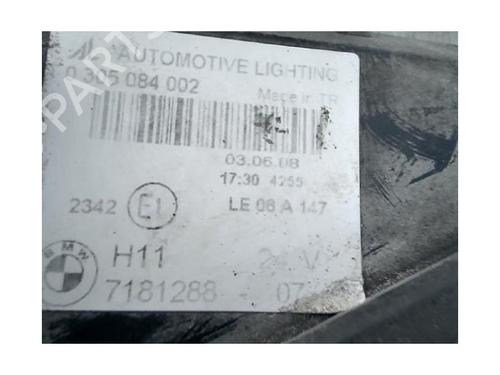 AUTOMOTIVE LIGHTING
0 305 084 002
Made in TR
03.06.08
17:30 4255
2342 E1 LE 06 A 147
BMW
H11 24 V
7181288 - 07